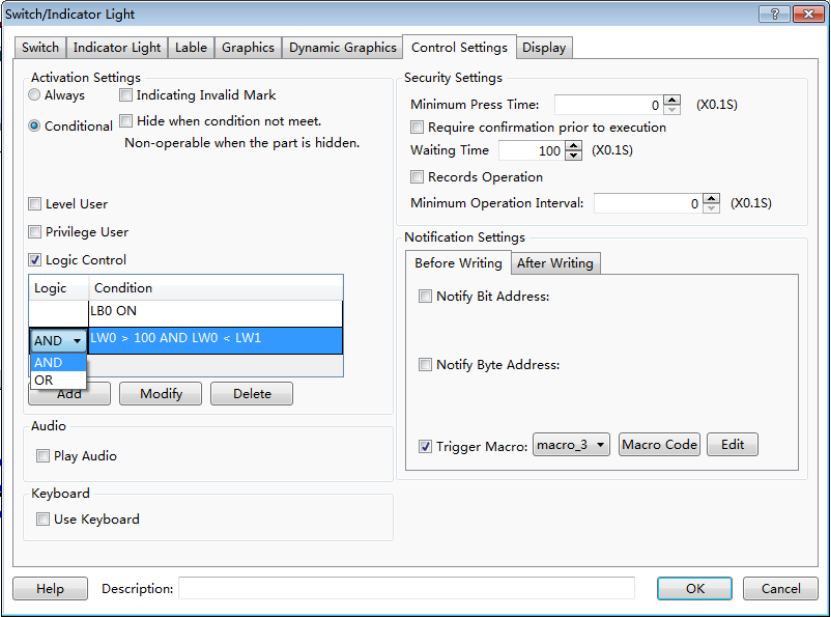 Switch/Indicator Light
Switch Indicator Light Lable Graphics Dynamic Graphics Control Settings Display
Activation Settings
Always Indicating Invalid Mark
Conditional Hide when condition not meet.
Non-operable when the part is hidden.
Level User
Privilege User
Logic Control
Logic Condition
LB0 ON
AND LW0 > 100 AND LW0 < LW1
AND
OR
Add Modify Delete
Audio
Play Audio
Keyboard
Use Keyboard
Security Settings
Minimum Press Time: 0 (X0.1S)
Require confirmation prior to execution
Waiting Time 100 (X0.1S)
Records Operation
Minimum Operation Interval: 0 (X0.1S)
Notification Settings
Before Writing After Writing
Notify Bit Address:
Notify Byte Address:
Trigger Macro: macro_3 Macro Code Edit
Help Description: OK Cancel